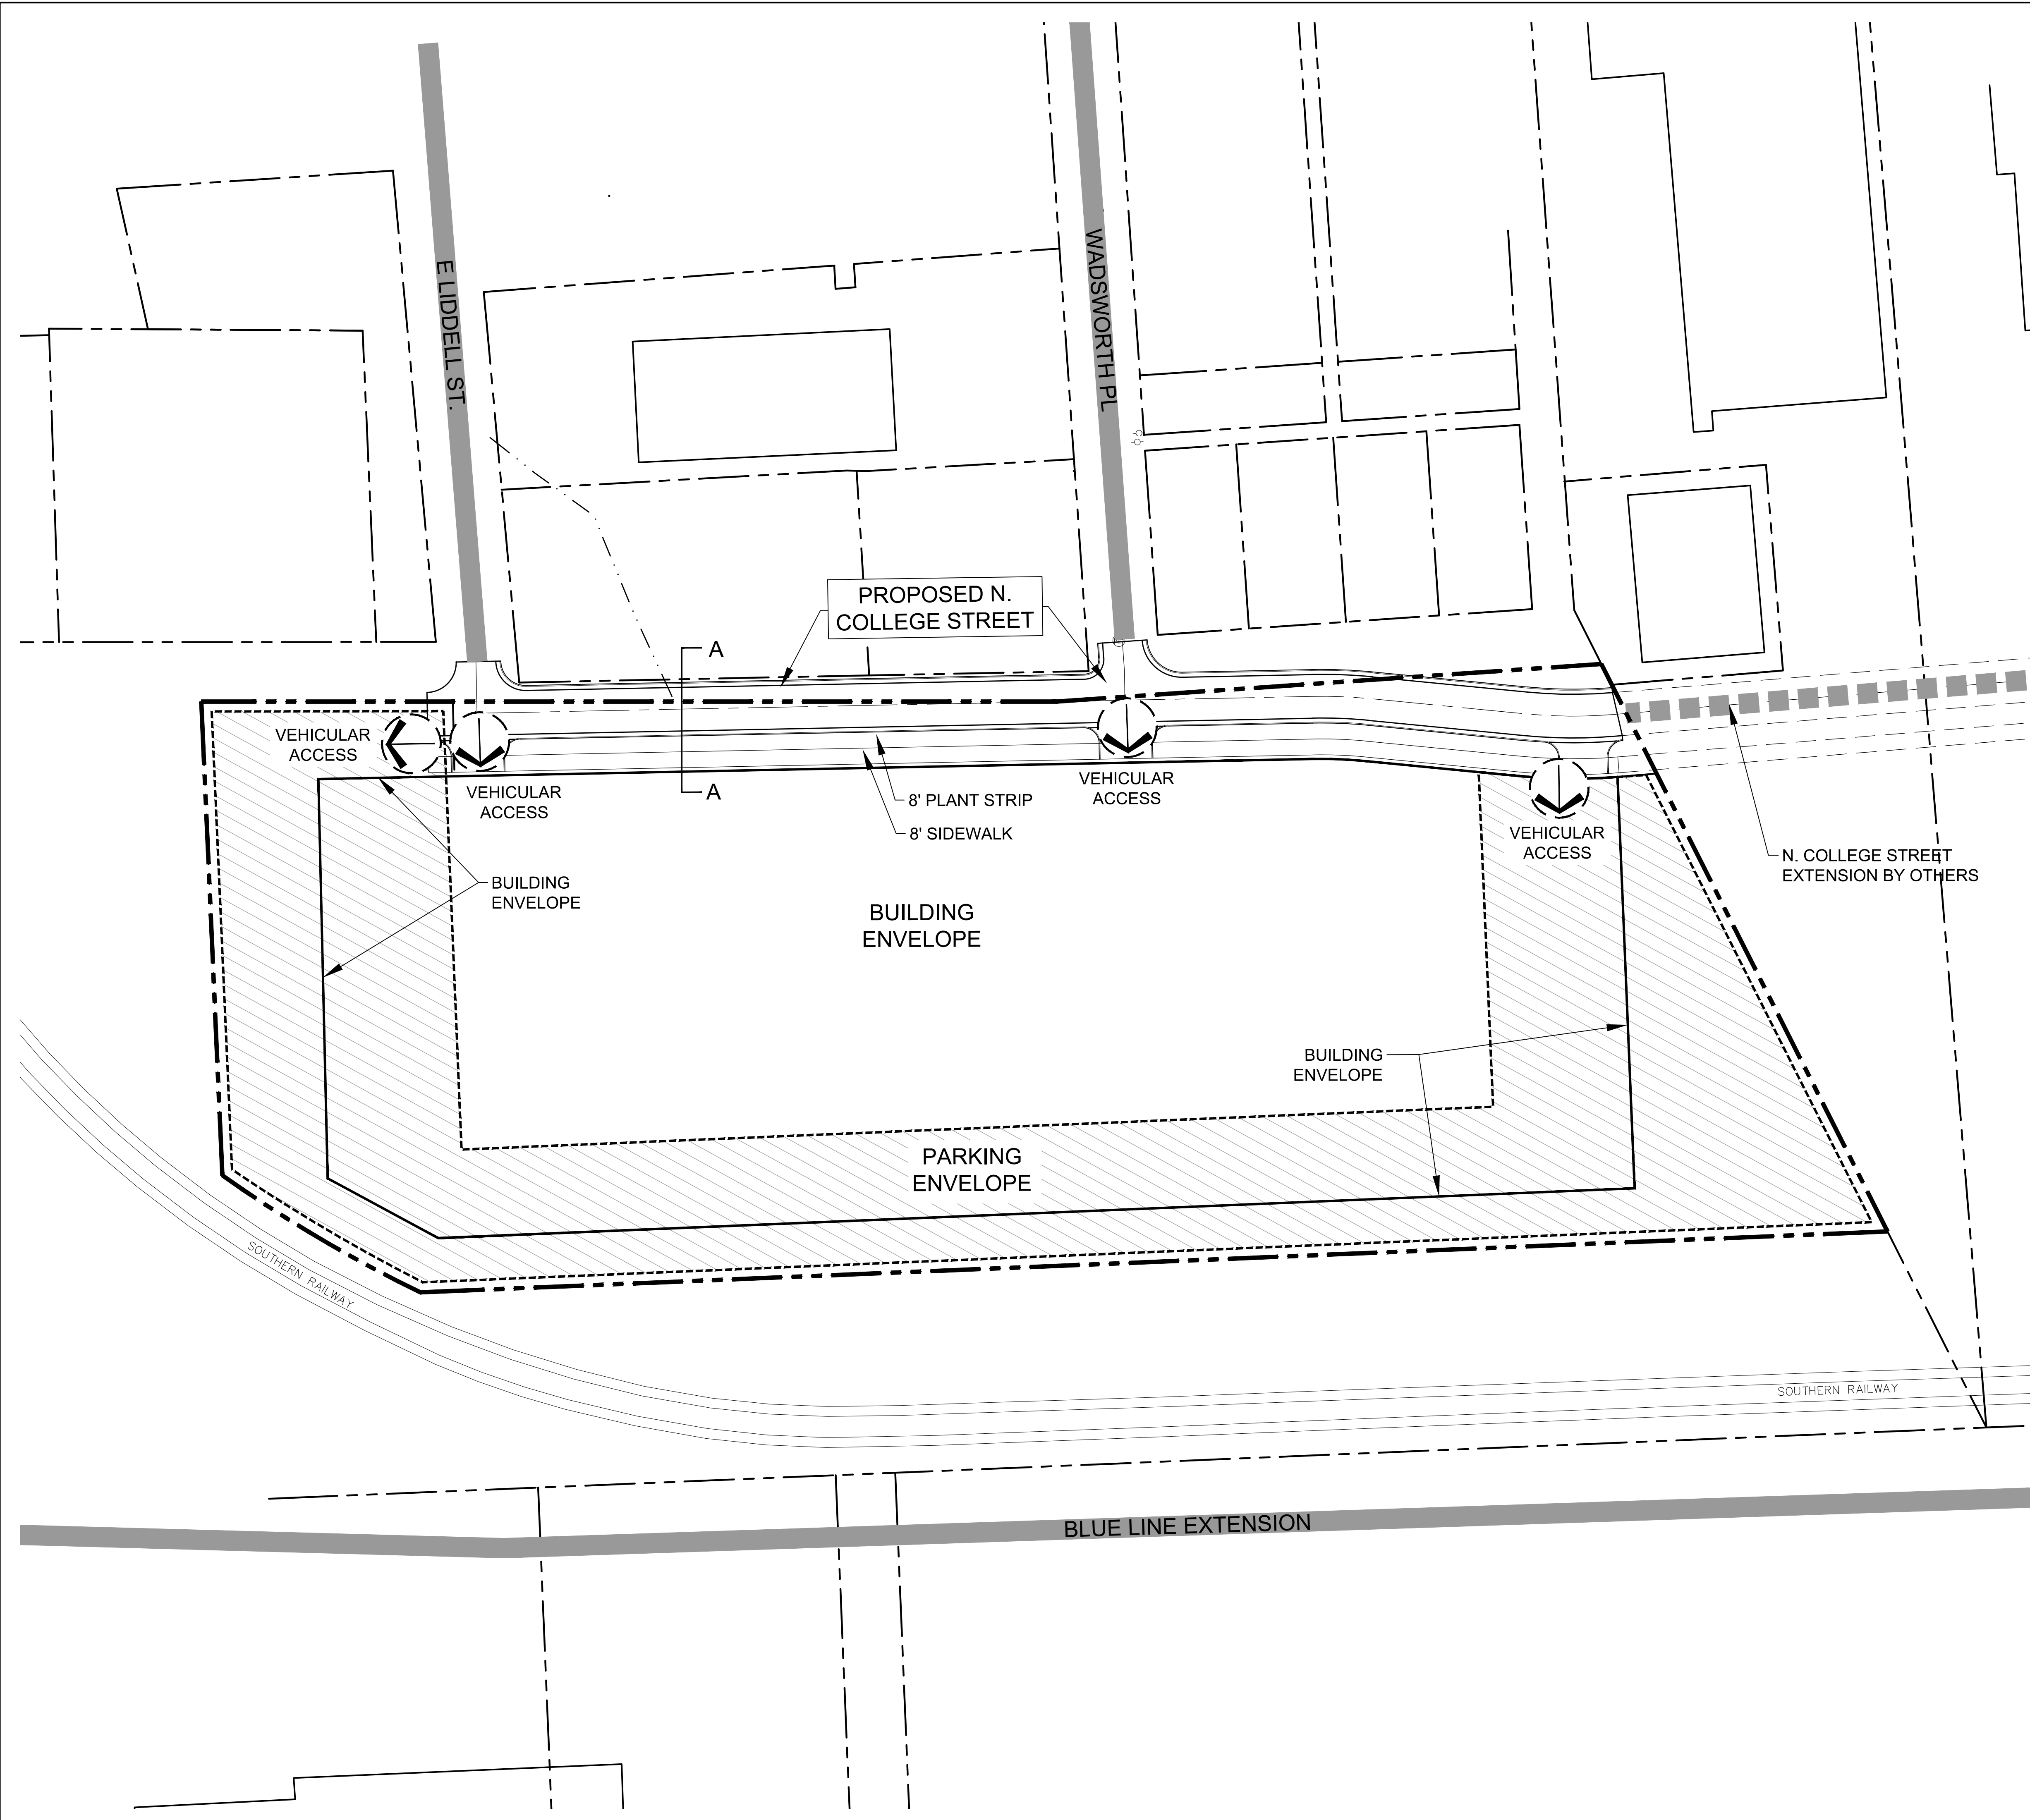 E LIDDELL ST.
WADSWORTH PL
PROPOSED N.
COLLEGE STREET
A
A
VEHICULAR
ACCESS
VEHICULAR
ACCESS
VEHICULAR
ACCESS
VEHICULAR
ACCESS
8' PLANT STRIP
8' SIDEWALK
N. COLLEGE STREET
EXTENSION BY OTHERS
BUILDING
ENVELOPE
BUILDING
ENVELOPE
BUILDING
ENVELOPE
PARKING
ENVELOPE
SOUTHERN RAILWAY
SOUTHERN RAILWAY
BLUE LINE EXTENSION